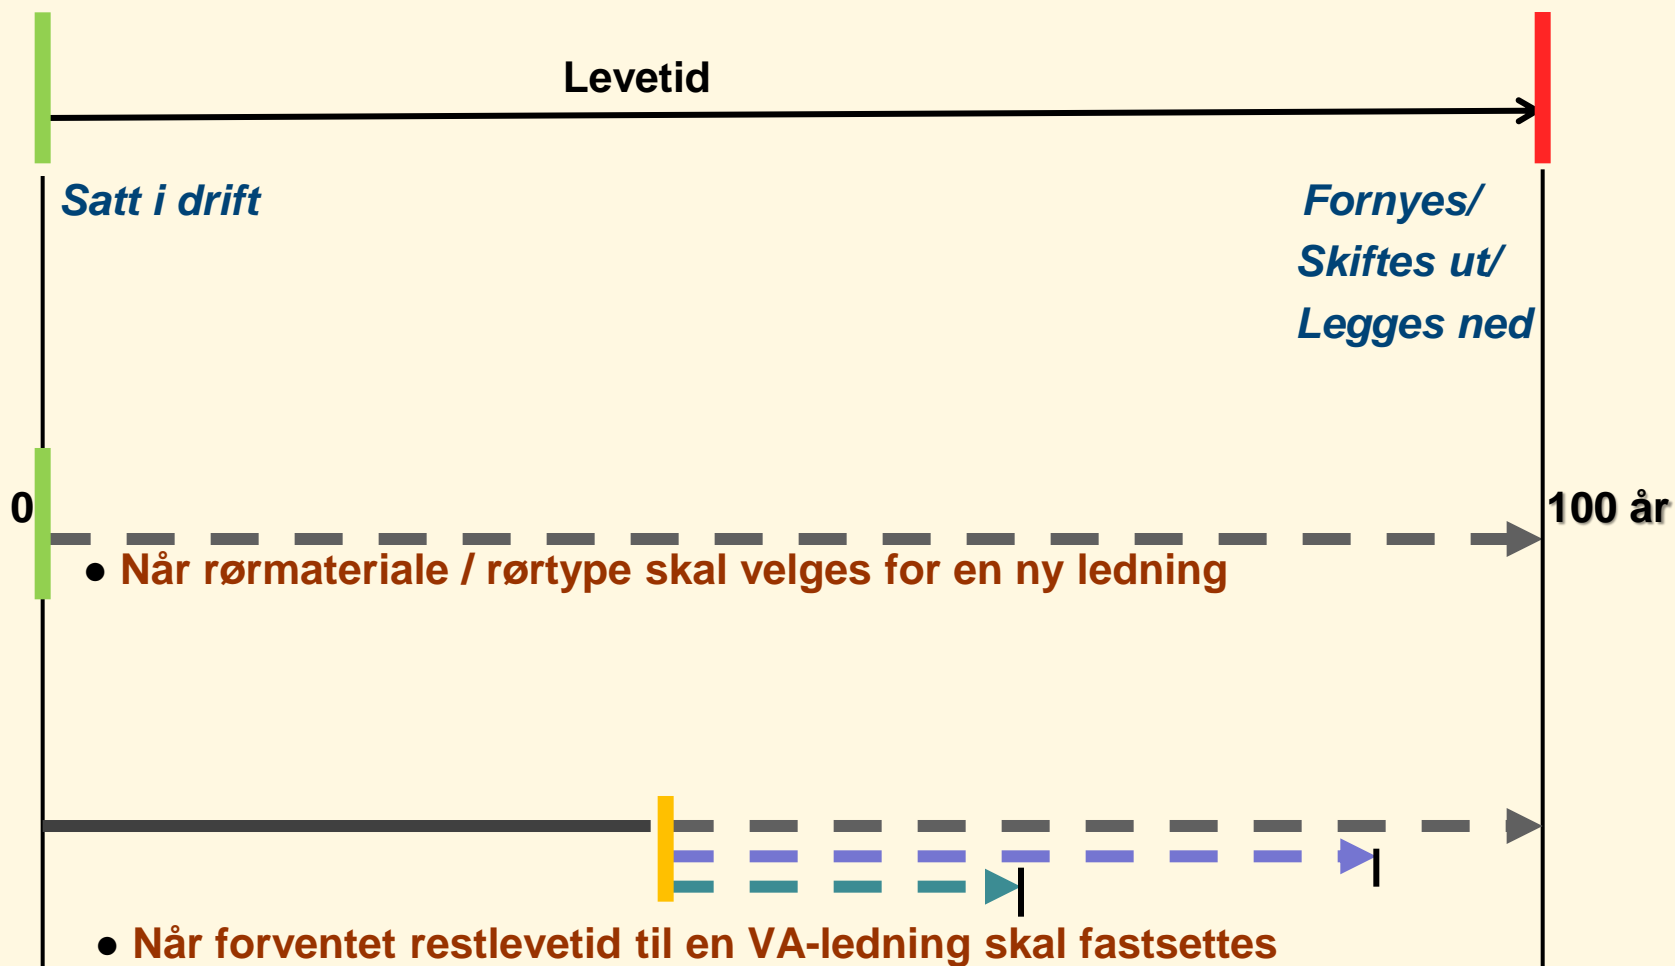 Levetid
Satt i drift
Fornyes/
Skiftes ut/
Legges ned
0
100 år
● Når rørmateriale / rørtype skal velges for en ny ledning
● Når forventet restlevetid til en VA-ledning skal fastsettes